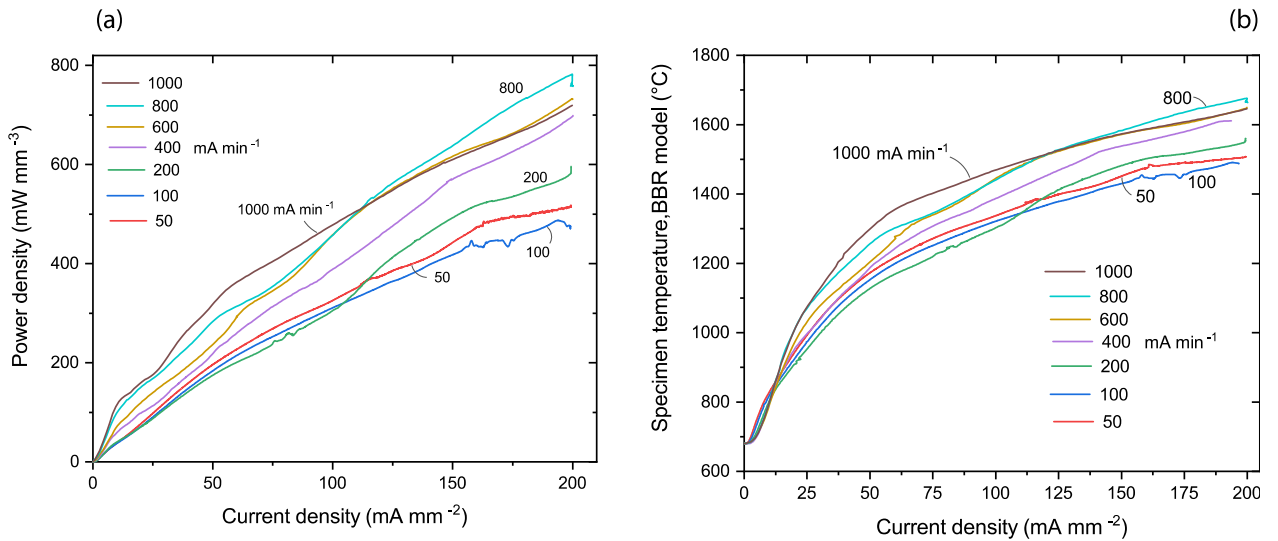 (a)
(b)
Power density (mW mm⁻³)
800
600
400
200
0
1000
800
600
400 mA min⁻¹
200
100
50
800
200
1000 mA min⁻¹
50
100
0 50 100 150 200
Current density (mA mm⁻²)
Specimen temperature,BBR model (°C)
1800
1600
1400
1200
1000
800
600
800
1000 mA min⁻¹
50
100
1000
800
600
400 mA min⁻¹
200
100
50
0 25 50 75 100 125 150 175 200
Current density (mA mm⁻²)